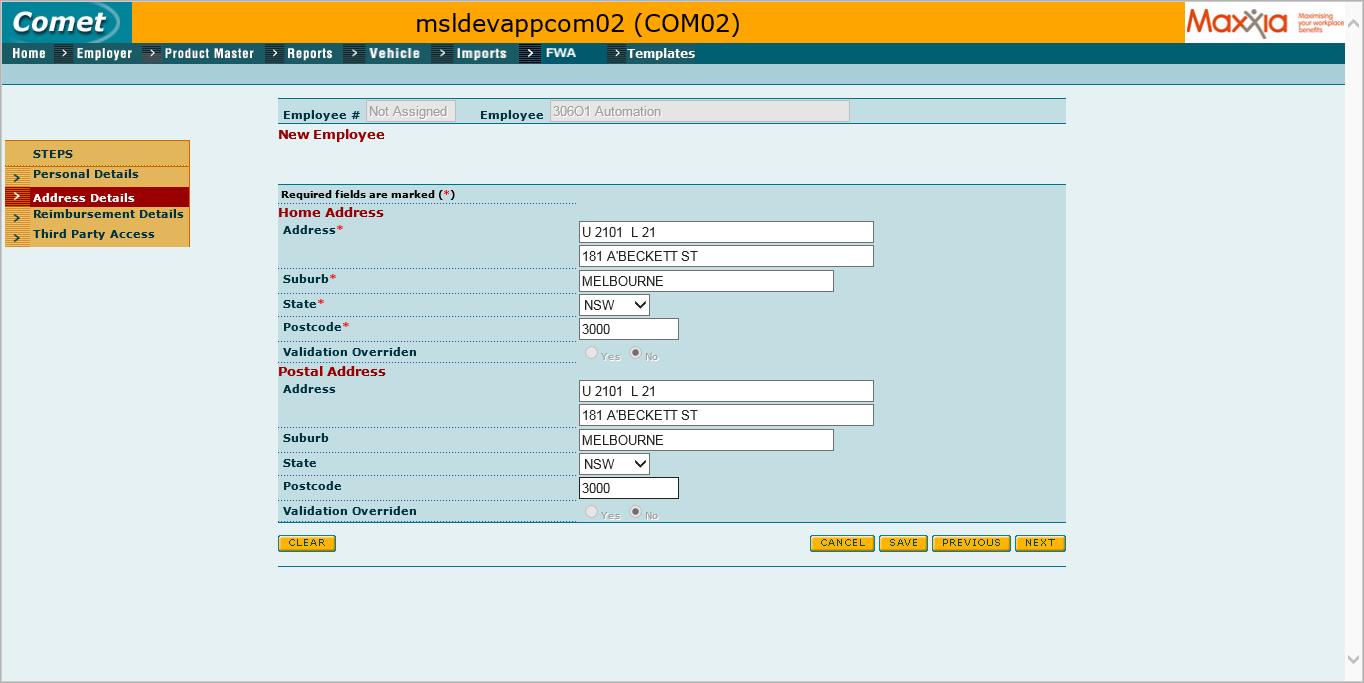 Comet
msldevappcom02 (COM02)
Maxxia Maximising your workplace benefits
Home > Employer > Product Master > Reports > Vehicle > Imports > FWA > Templates
Employee # Not Assigned Employee 306O1 Automation
New Employee
STEPS
> Personal Details
> Address Details
> Reimbursement Details
> Third Party Access
Required fields are marked (*)
Home Address
Address* U 2101 L 21
181 A'BECKETT ST
Suburb* MELBOURNE
State* NSW
Postcode* 3000
Validation Overriden Yes No
Postal Address
Address U 2101 L 21
181 A'BECKETT ST
Suburb MELBOURNE
State NSW
Postcode 3000
Validation Overriden Yes No
CLEAR CANCEL SAVE PREVIOUS NEXT